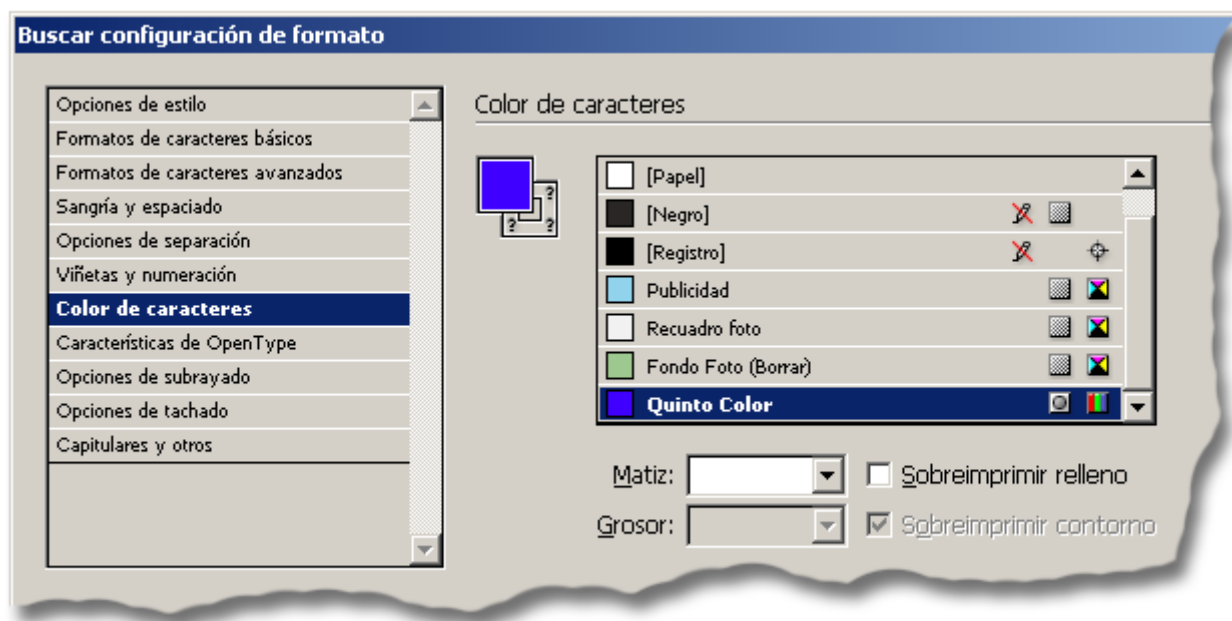 Buscar configuración de formato
Opciones de estilo
Formatos de caracteres básicos
Formatos de caracteres avanzados
Sangría y espaciado
Opciones de separación
Viñetas y numeración
Color de caracteres
Características de OpenType
Opciones de subrayado
Opciones de tachado
Capitulares y otros
Color de caracteres
? ? ?
[Papel]
[Negro]
[Registro]
Publicidad
Recuadro foto
Fondo Foto (Borrar)
Quinto Color
Matiz: Sobreimprimir relleno
Grosor: Sobreimprimir contorno